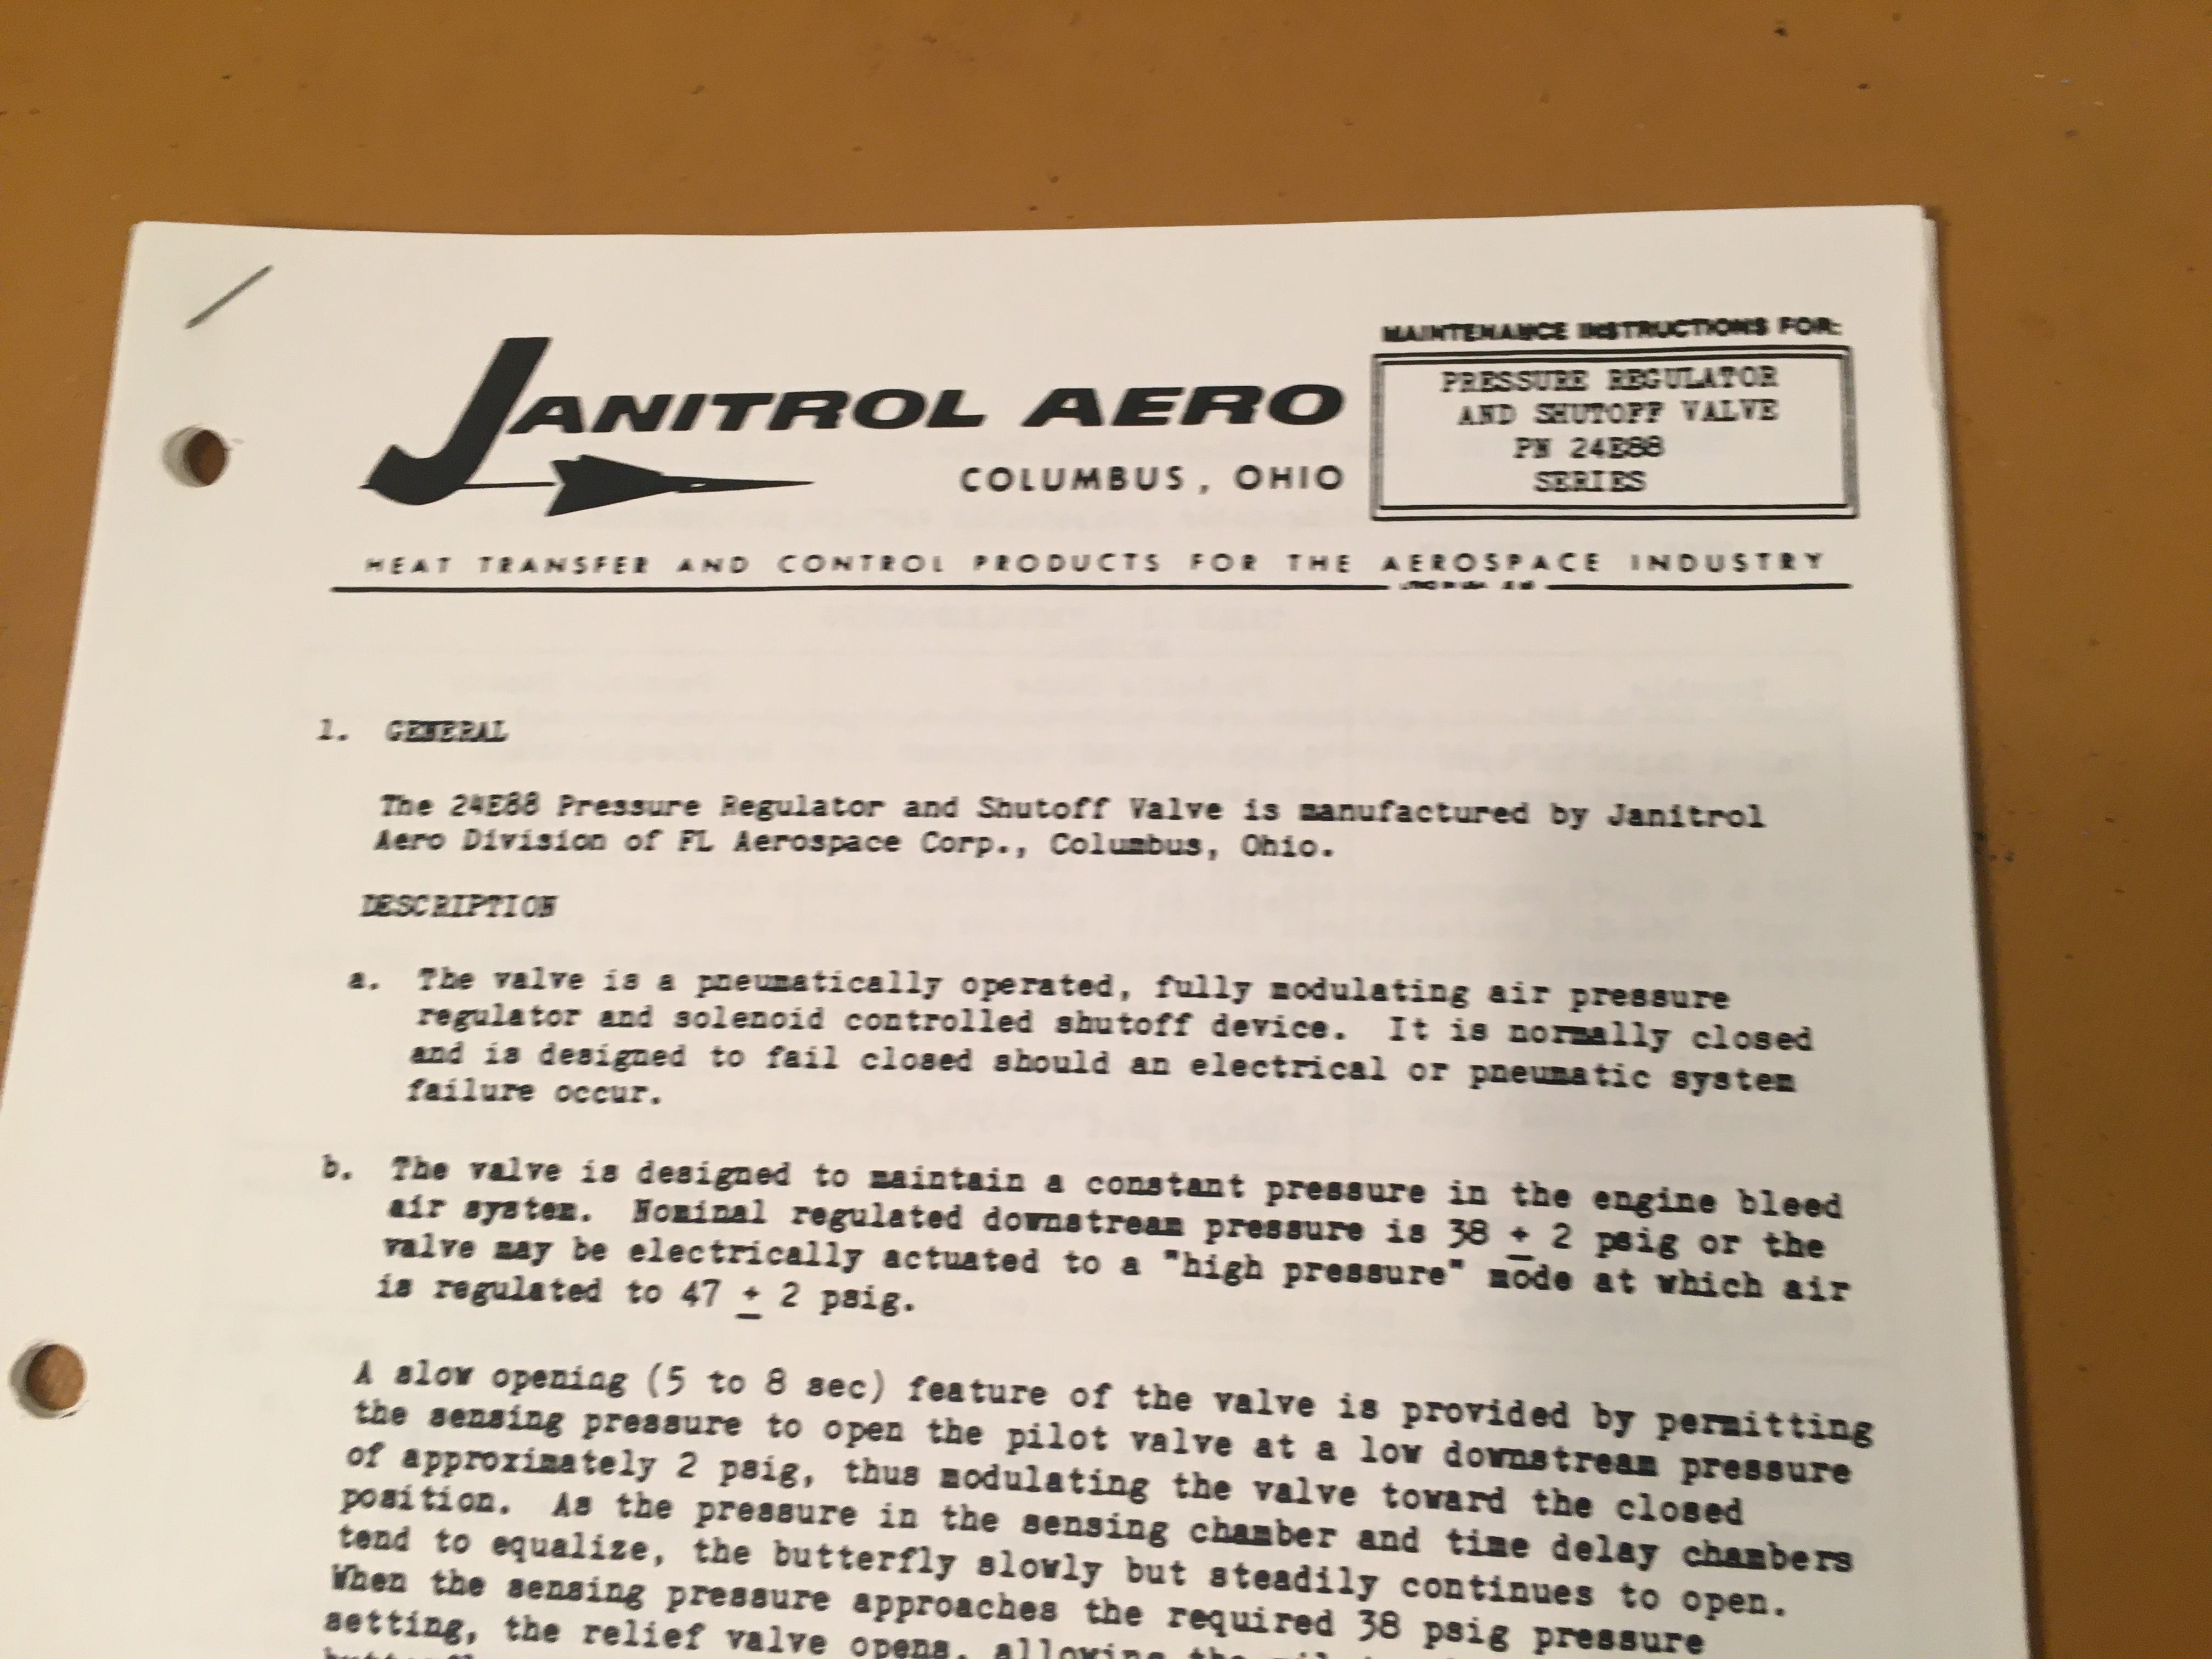 JANITROL AERO
COLUMBUS, OHIO
MAINTENANCE INSTRUCTIONS FOR:
PRESSURE REGULATOR
AND SHUTOFF VALVE
PN 24E88
SERIES
HEAT TRANSFER AND CONTROL PRODUCTS FOR THE AEROSPACE INDUSTRY
1. GENERAL
The 24E88 Pressure Regulator and Shutoff Valve is manufactured by Janitrol
Aero Division of FL Aerospace Corp., Columbus, Ohio.
DESCRIPTION
a. The valve is a pneumatically operated, fully modulating air pressure
regulator and solenoid controlled shutoff device. It is normally closed
and is designed to fail closed should an electrical or pneumatic system
failure occur.
b. The valve is designed to maintain a constant pressure in the engine bleed
air system. Nominal regulated downstream pressure is 38 ± 2 psig or the
valve may be electrically actuated to a "high pressure" mode at which air
is regulated to 47 ± 2 psig.
A slow opening (5 to 8 sec) feature of the valve is provided by permitting
the sensing pressure to open the pilot valve at a low downstream pressure
of approximately 2 psig, thus modulating the valve toward the closed
position. As the pressure in the sensing chamber and time delay chambers
tend to equalize, the butterfly slowly but steadily continues to open.
When the sensing pressure approaches the required 38 psig pressure
setting, the relief valve opens, allowing the